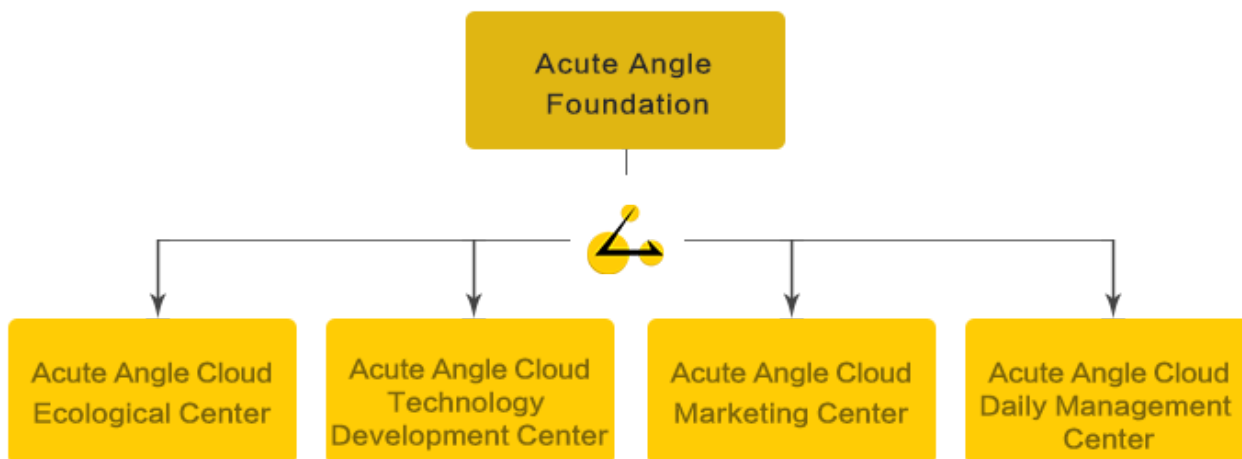 Acute Angle
Foundation
Acute Angle Cloud
Ecological Center
Acute Angle Cloud
Technology
Development Center
Acute Angle Cloud
Marketing Center
Acute Angle Cloud
Daily Management
Center